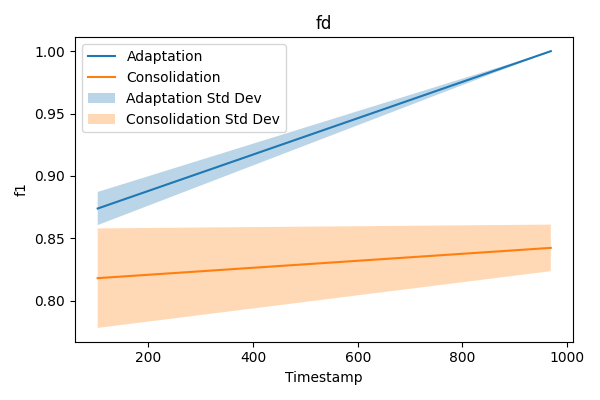 fd
Adaptation
Consolidation
Adaptation Std Dev
Consolidation Std Dev
f1
1.00
0.95
0.90
0.85
0.80
200
400
600
800
1000
Timestamp